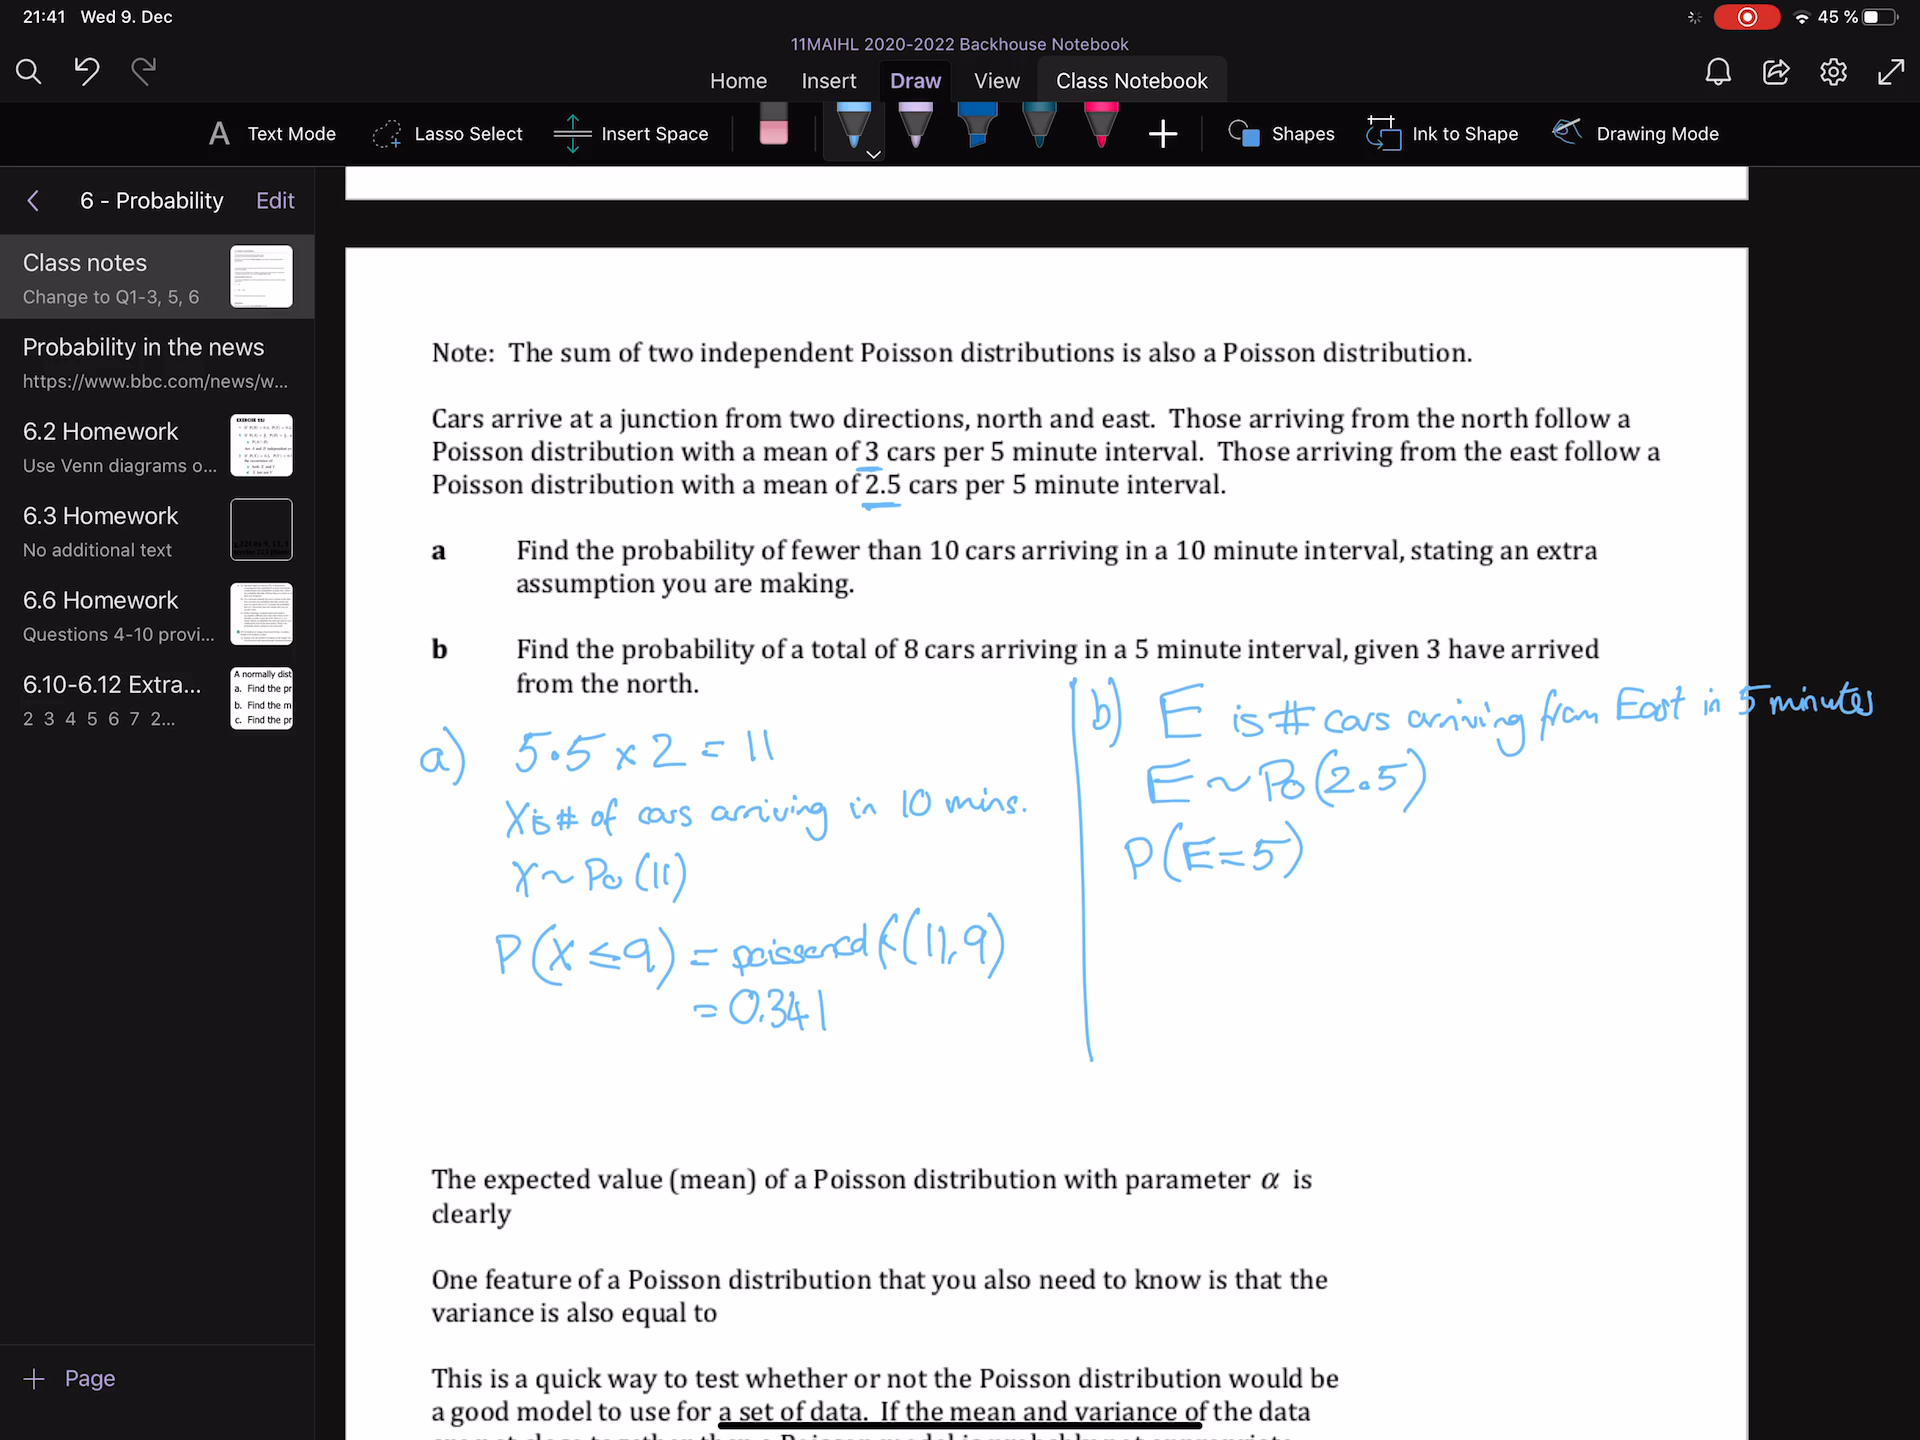 21:41 Wed 9. Dec
45 %
11MAIHL 2020-2022 Backhouse Notebook
Home Insert Draw View Class Notebook
Text Mode Lasso Select Insert Space Shapes Ink to Shape Drawing Mode
6 - Probability Edit
Class notes
Change to Q1-3, 5, 6
Probability in the news
https://www.bbc.com/news/w...
6.2 Homework
Use Venn diagrams o...
6.3 Homework
No additional text
6.6 Homework
Questions 4-10 provi...
6.10-6.12 Extra...
2 3 4 5 6 7 2...
A normally dist
a. Find the pr
b. Find the m
c. Find the pr
Page
Note: The sum of two independent Poisson distributions is also a Poisson distribution.
Cars arrive at a junction from two directions, north and east. Those arriving from the north follow a
Poisson distribution with a mean of 3 cars per 5 minute interval. Those arriving from the east follow a
Poisson distribution with a mean of 2.5 cars per 5 minute interval.
a Find the probability of fewer than 10 cars arriving in a 10 minute interval, stating an extra
assumption you are making.
b Find the probability of a total of 8 cars arriving in a 5 minute interval, given 3 have arrived
from the north.
a) 5.5 x 2 = 11
X is # of cars arriving in 10 mins.
X ~ Po (11)
P(X ≤ 9) = poissoncdf(11, 9)
= 0.341
b) E is # cars arriving from East in 5 minutes
E ~ Po (2.5)
P(E=5)
The expected value (mean) of a Poisson distribution with parameter α is
clearly
One feature of a Poisson distribution that you also need to know is that the
variance is also equal to
This is a quick way to test whether or not the Poisson distribution would be
a good model to use for a set of data. If the mean and variance of the data